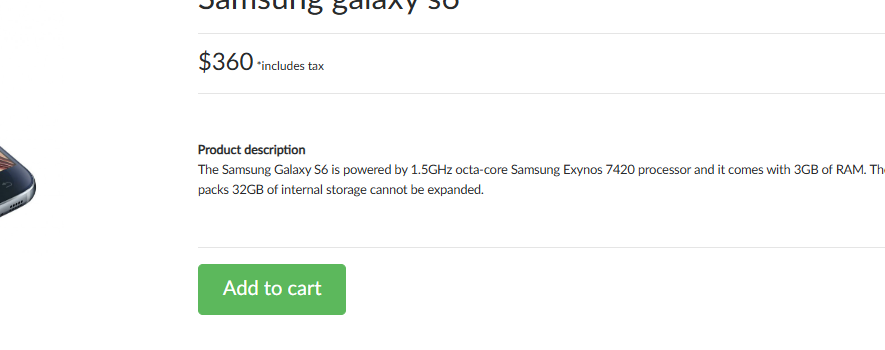 Samsung galaxy s6
$360 *includes tax
Product description
The Samsung Galaxy S6 is powered by 1.5GHz octa-core Samsung Exynos 7420 processor and it comes with 3GB of RAM.
packs 32GB of internal storage cannot be expanded.
Add to cart